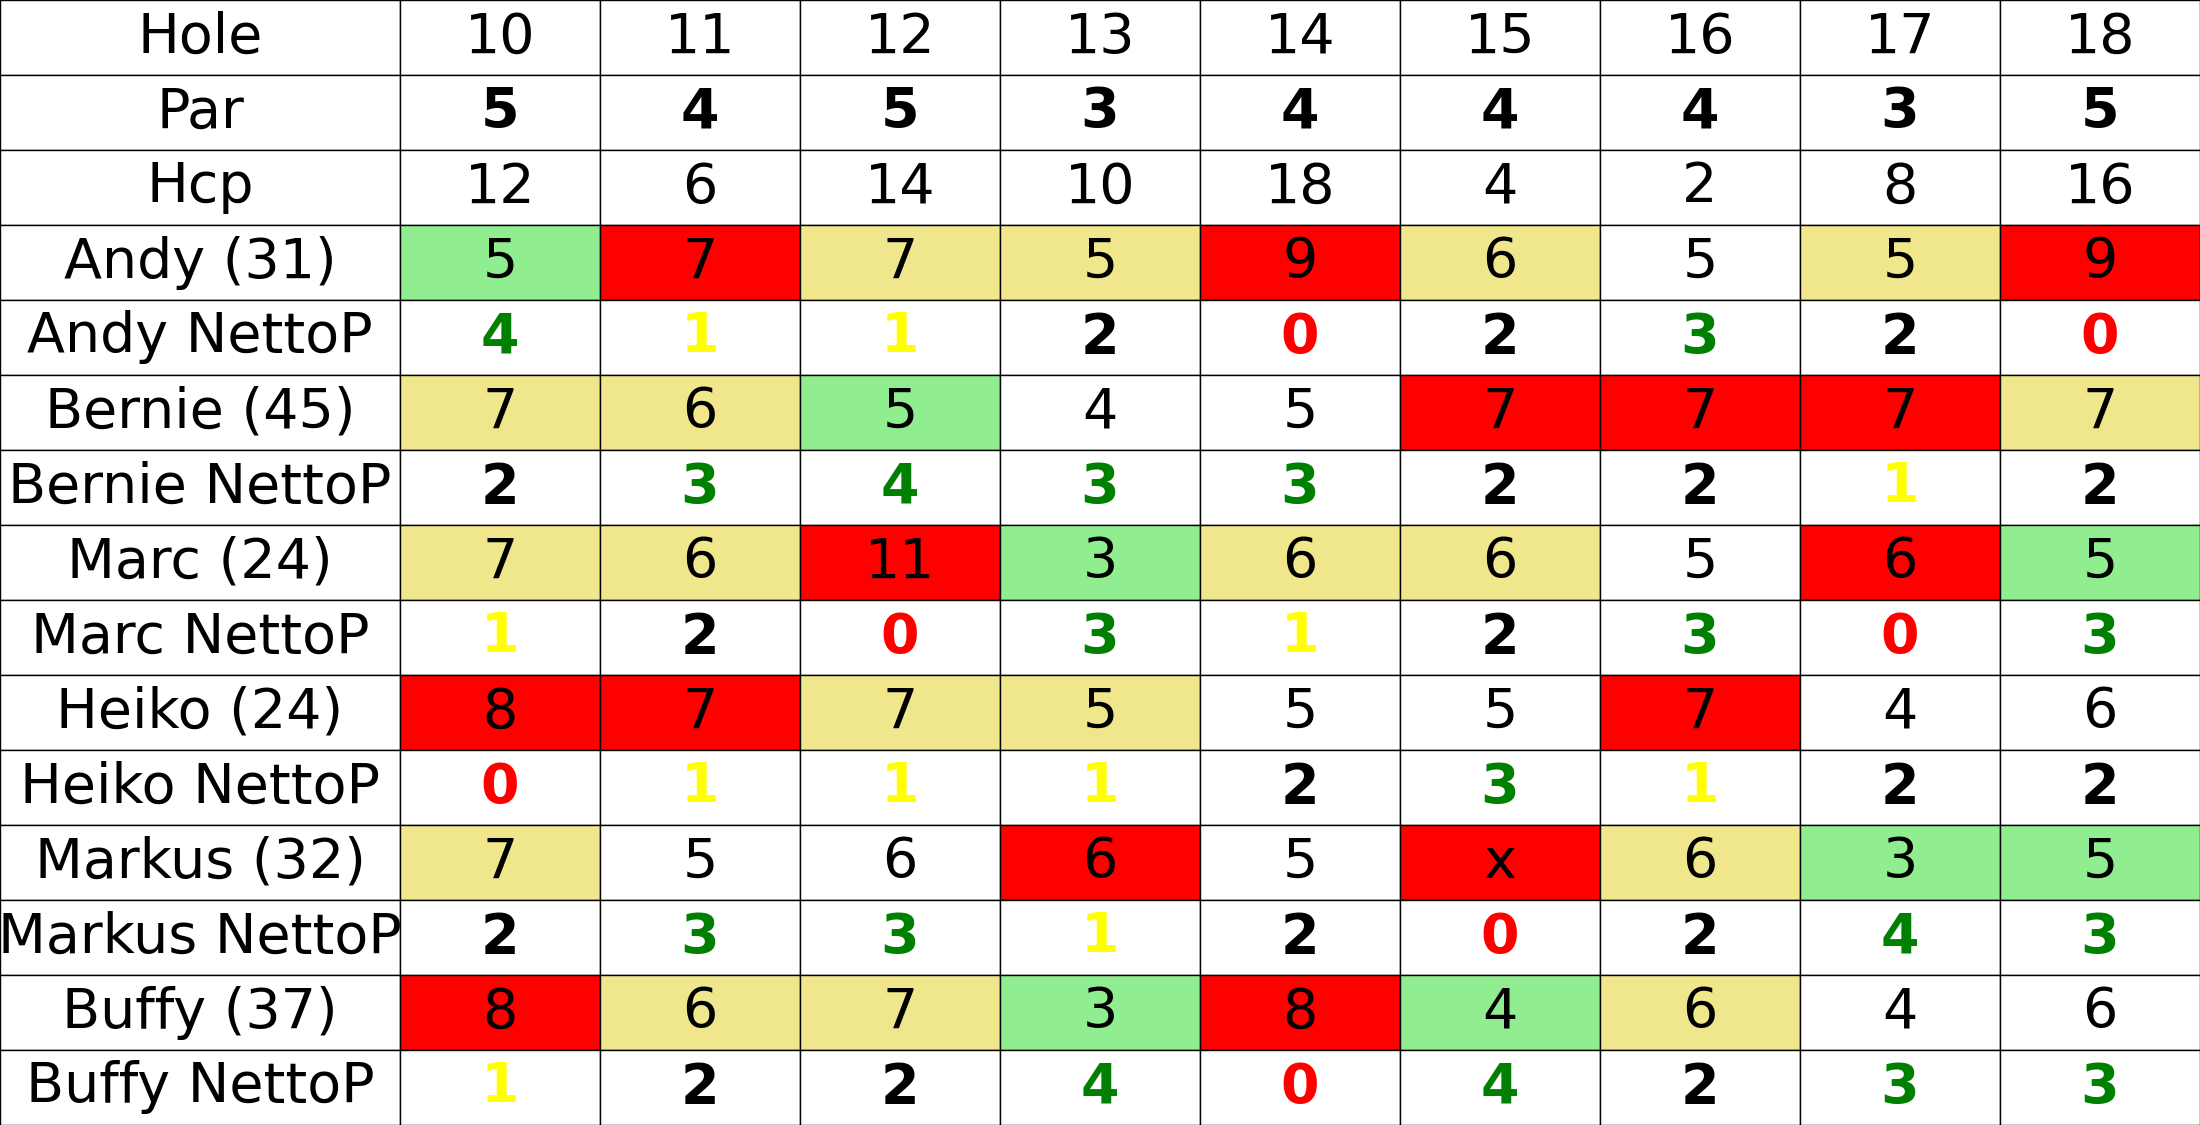 Hole 10 11 12 13 14 15 16 17 18
Par 5 4 5 3 4 4 4 3 5
Hcp 12 6 14 10 18 4 2 8 16
Andy (31) 5 7 7 5 9 6 5 5 9
Andy NettoP 4 1 1 2 0 2 3 2 0
Bernie (45) 7 6 5 4 5 7 7 7 7
Bernie NettoP 2 3 4 3 3 2 2 1 2
Marc (24) 7 6 11 3 6 6 5 6 5
Marc NettoP 1 2 0 3 1 2 3 0 3
Heiko (24) 8 7 7 5 5 5 7 4 6
Heiko NettoP 0 1 1 1 2 3 1 2 2
Markus (32) 7 5 6 6 5 x 6 3 5
Markus NettoP 2 3 3 1 2 0 2 4 3
Buffy (37) 8 6 7 3 8 4 6 4 6
Buffy NettoP 1 2 2 4 0 4 2 3 3